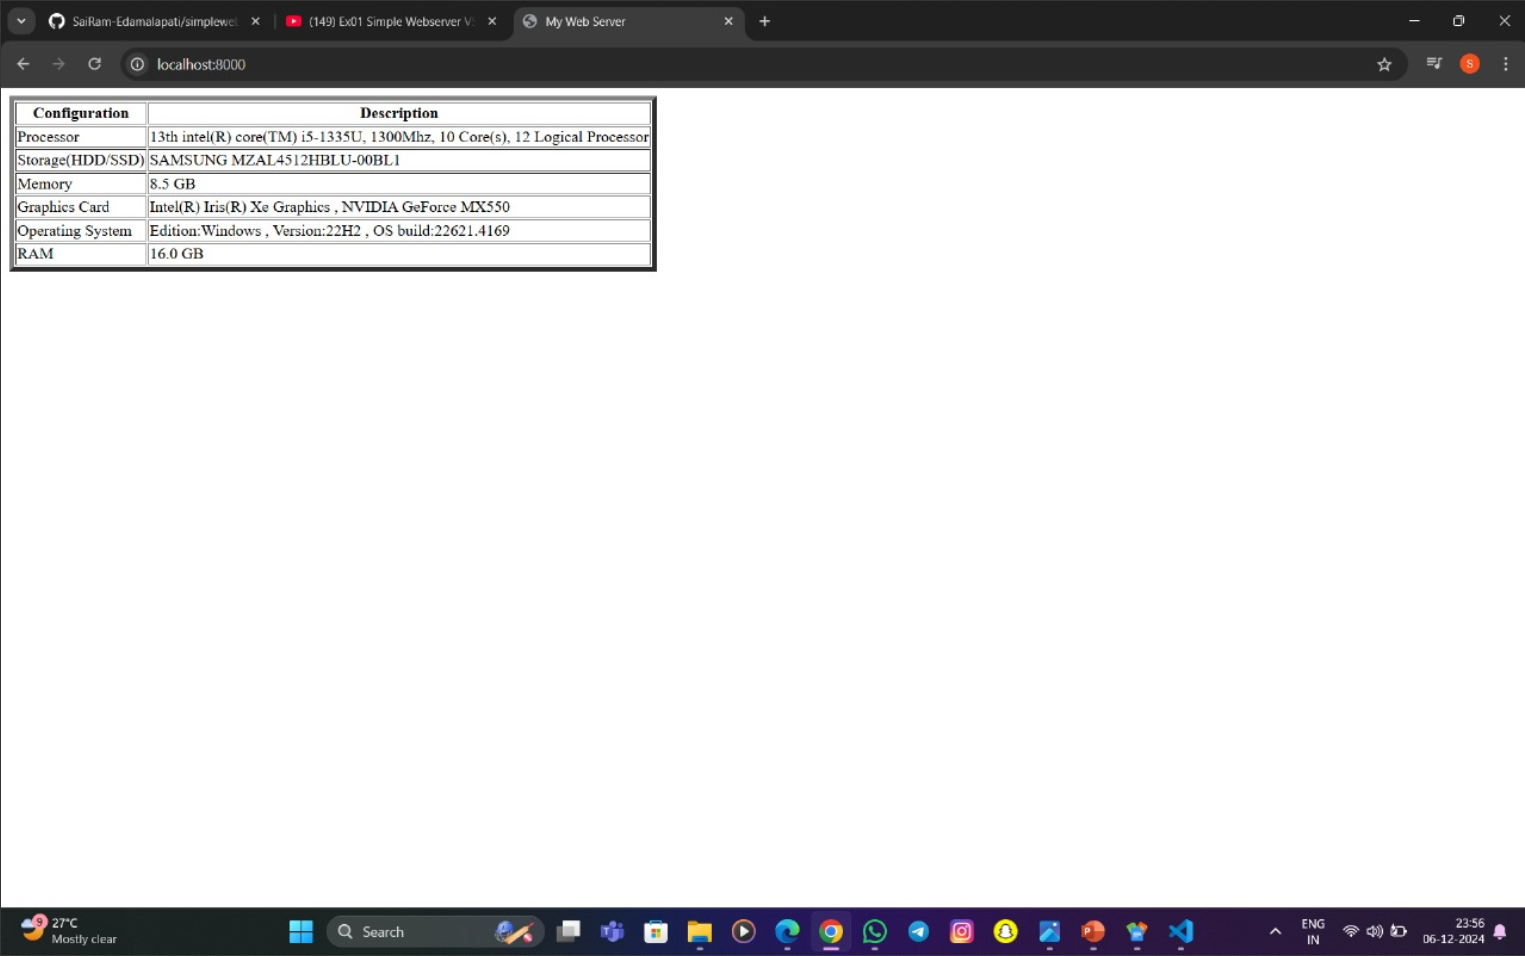 SaiRam-Edamalapati/simplewe
(149) Ex01 Simple Webserver V
My Web Server
localhost:8000
S
Configuration Description
Processor 13th intel(R) core(TM) i5-1335U, 1300Mhz, 10 Core(s), 12 Logical Processor
Storage(HDD/SSD) SAMSUNG MZAL4512HBLU-00BL1
Memory 8.5 GB
Graphics Card Intel(R) Iris(R) Xe Graphics , NVIDIA GeForce MX550
Operating System Edition:Windows , Version:22H2 , OS build:22621.4169
RAM 16.0 GB
9
27°C
Mostly clear
Search
ENG
IN
23:56
06-12-2024